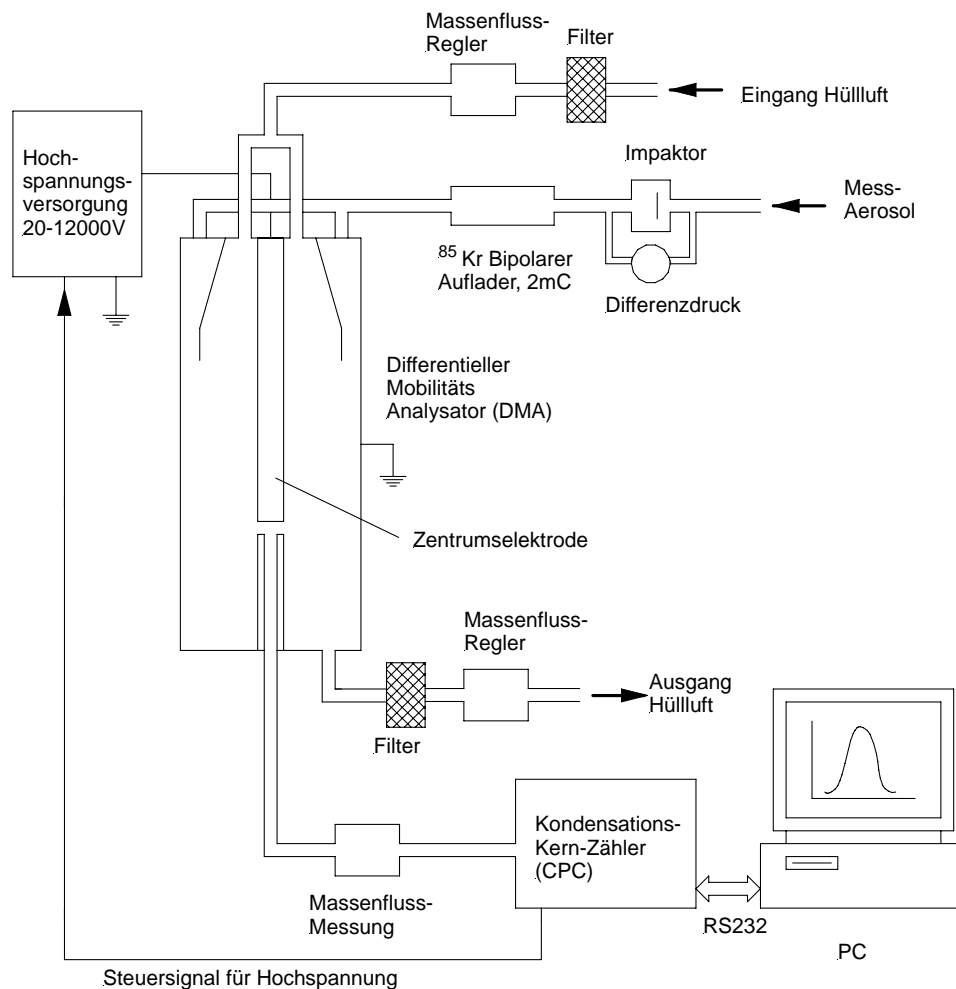 Massenfluss-
Regler
Filter
Eingang Hüllluft
Hoch-
spannungs-
versorgung
20-12000V
Impaktor
Mess-
Aerosol
85 Kr Bipolarer
Auflader, 2mC
Differenzdruck
Differentieller
Mobilitäts
Analysator (DMA)
Zentrumselektrode
Massenfluss-
Regler
Ausgang
Hüllluft
Filter
Kondensations-
Kern-Zähler
(CPC)
Massenfluss-
Messung
RS232
PC
Steuersignal für Hochspannung